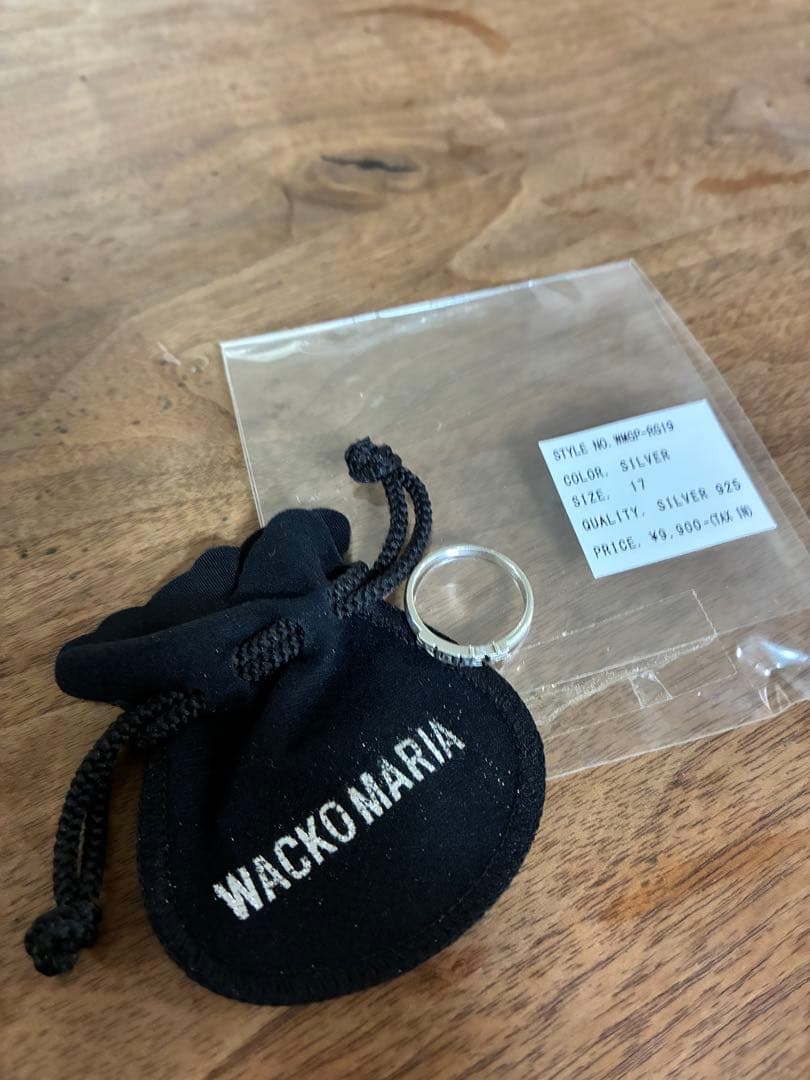 STYLE NO. WMGP-RG19
COLOR. SILVER
SIZE. 17
QUALITY. SILVER 925
PRICE. ¥9,900-(TAX IN)
WACKO MARIA